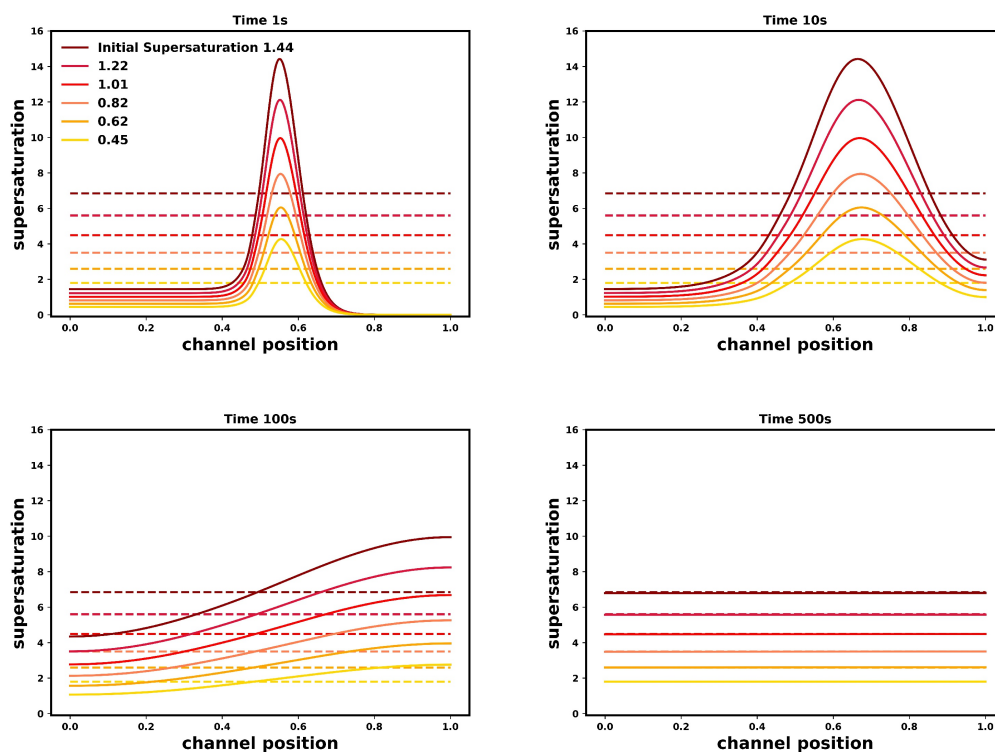 Time 1s
16
14
12
10
8
6
4
2
0
supersaturation
Initial Supersaturation 1.44
1.22
1.01
0.82
0.62
0.45
0.0 0.2 0.4 0.6 0.8 1.0
channel position
Time 10s
16
14
12
10
8
6
4
2
0
supersaturation
0.0 0.2 0.4 0.6 0.8 1.0
channel position
Time 100s
16
14
12
10
8
6
4
2
0
supersaturation
0.0 0.2 0.4 0.6 0.8 1.0
channel position
Time 500s
16
14
12
10
8
6
4
2
0
supersaturation
0.0 0.2 0.4 0.6 0.8 1.0
channel position